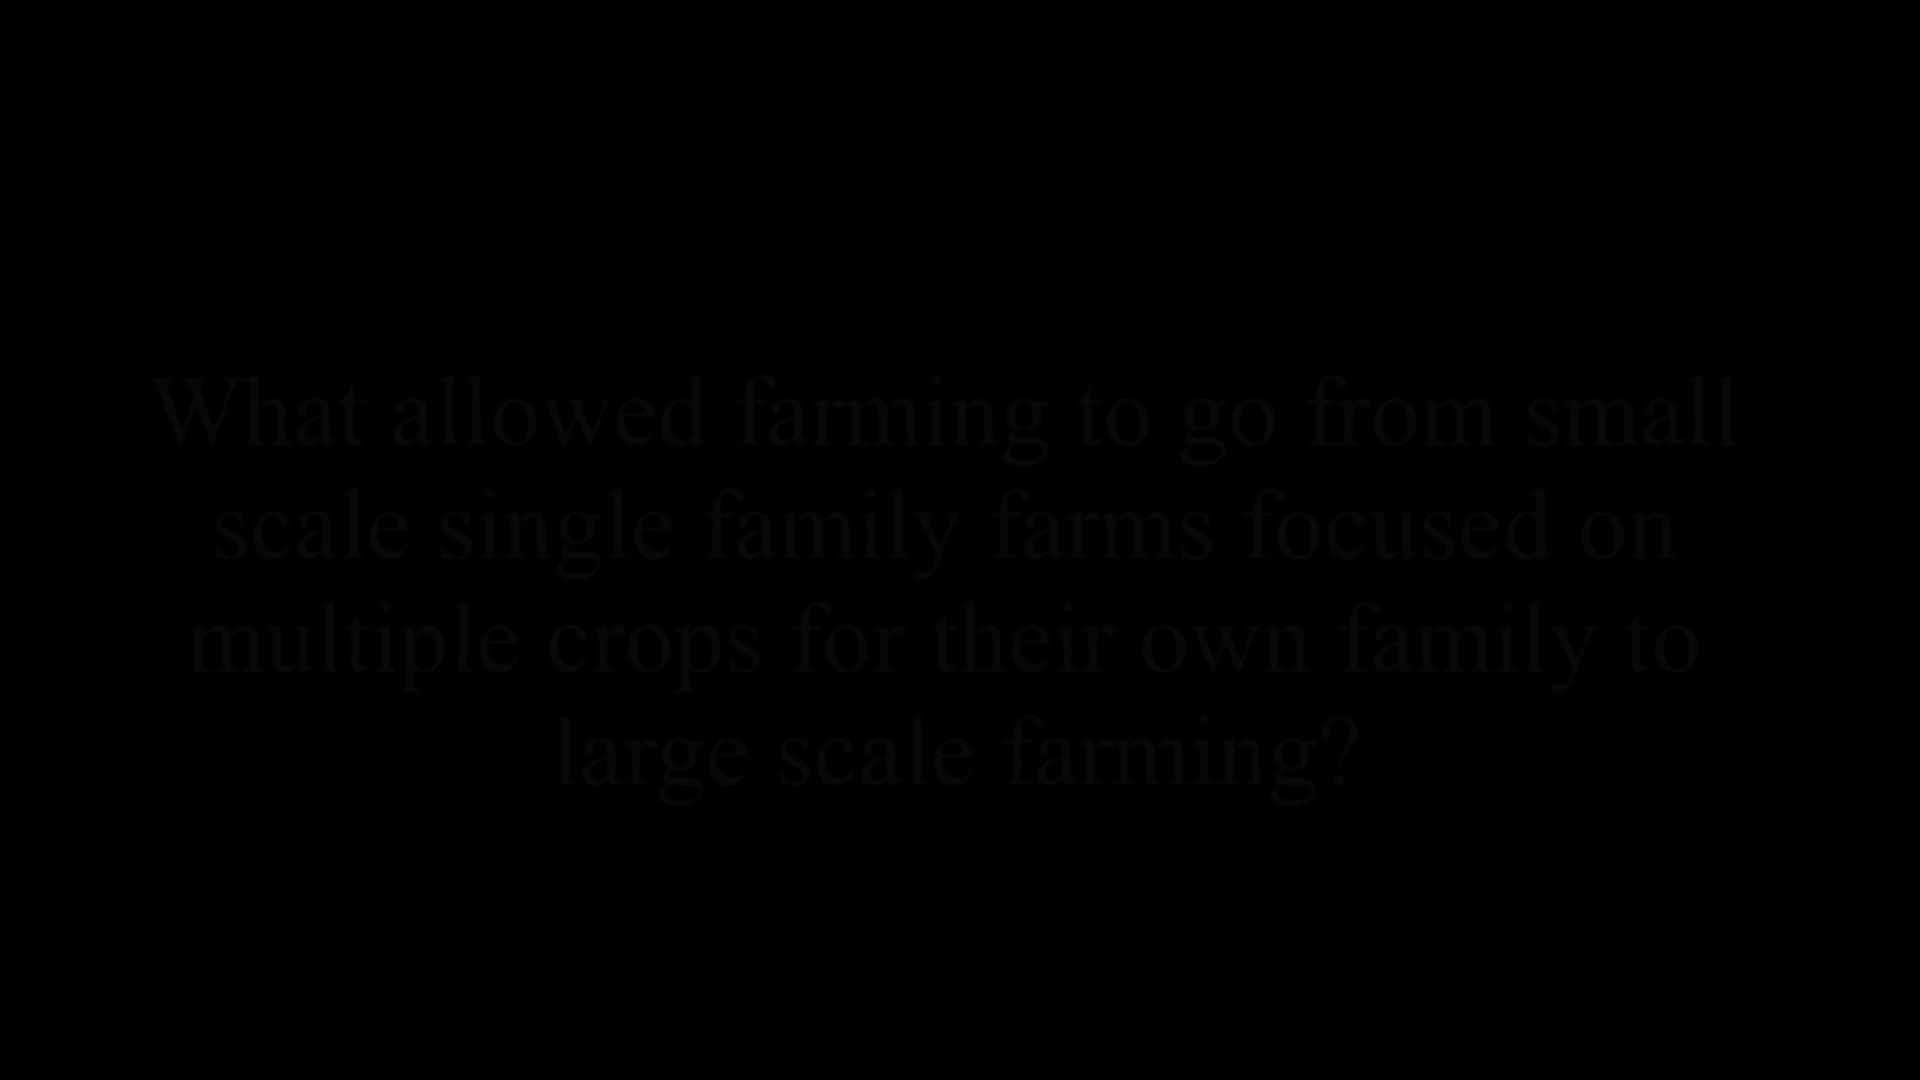 What allowed farming to go from small
scale single family farms focused on
multiple crops for their own family to
large scale farming?